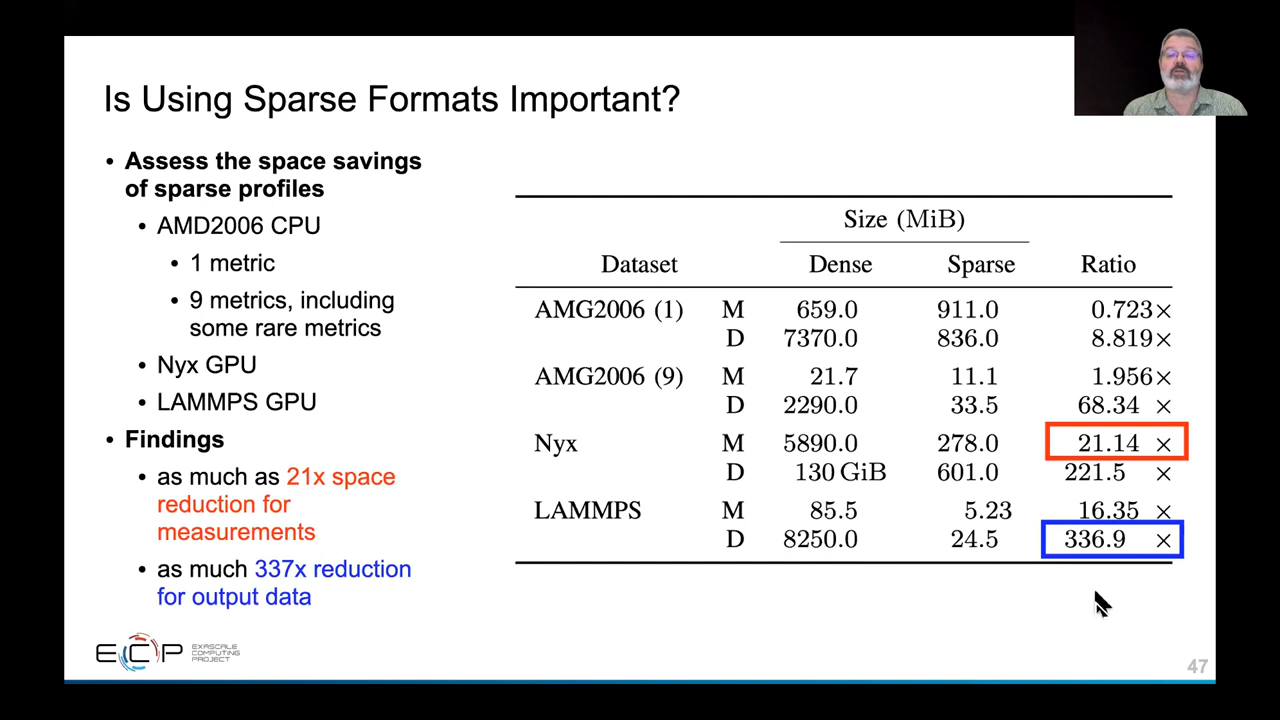 Is Using Sparse Formats Important?
• Assess the space savings
of sparse profiles
• AMD2006 CPU
• 1 metric
• 9 metrics, including
some rare metrics
• Nyx GPU
• LAMMPS GPU
• Findings
• as much as 21x space
reduction for
measurements
• as much 337x reduction
for output data
Size (MiB)
Dataset Dense Sparse Ratio
AMG2006 (1) M 659.0 911.0 0.723×
D 7370.0 836.0 8.819×
AMG2006 (9) M 21.7 11.1 1.956×
D 2290.0 33.5 68.34 ×
Nyx M 5890.0 278.0 21.14 ×
D 130 GiB 601.0 221.5 ×
LAMMPS M 85.5 5.23 16.35 ×
D 8250.0 24.5 336.9 ×
ECP EXASCALE
COMPUTING
PROJECT
47